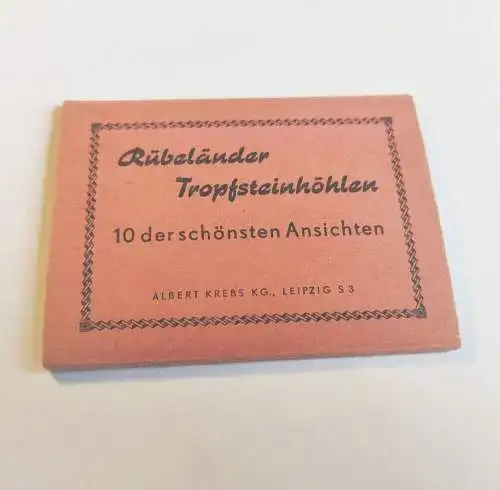 Rübeländer
Tropfsteinhöhlen
10 der schönsten Ansichten
ALBERT KREBS KG., LEIPZIG S 3